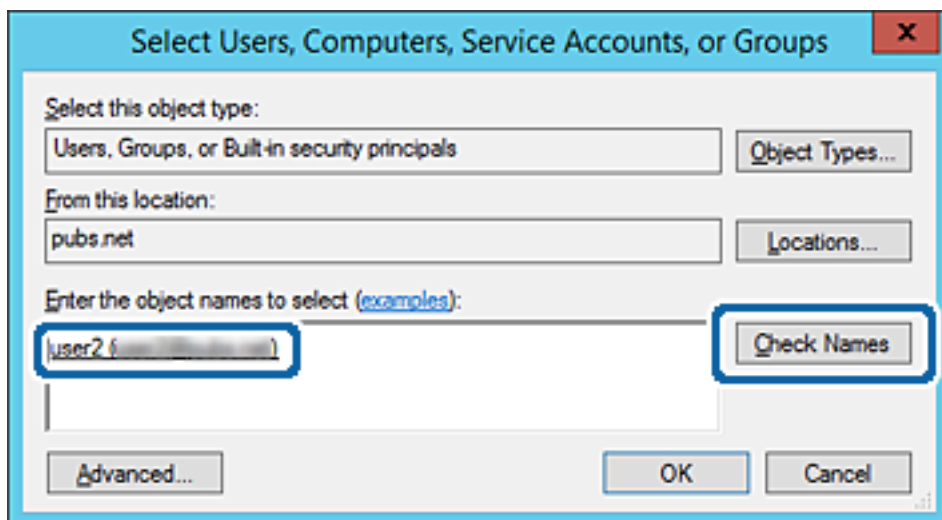 Select Users, Computers, Service Accounts, or Groups
x
Select this object type:
Users, Groups, or Built-in security principals
Object Types...
From this location:
pubs.net
Locations...
Enter the object names to select (examples):
user2 ( )
Check Names
Advanced...
OK
Cancel